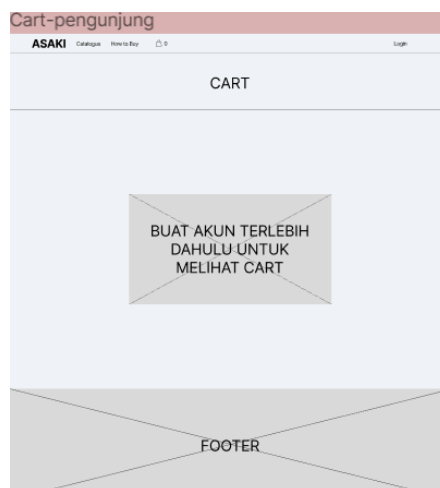 Cart-pengunjung
ASAKI Catalogue How to Buy 0 Login
CART
BUAT AKUN TERLEBIH
DAHULU UNTUK
MELIHAT CART
FOOTER